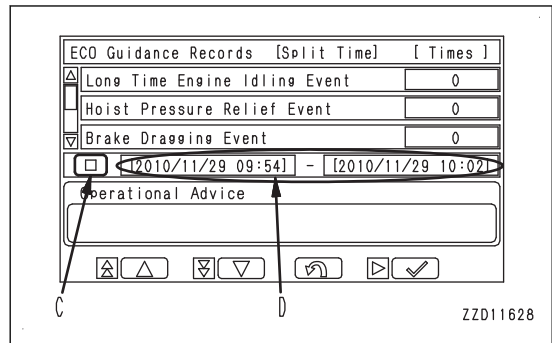 ECO Guidance Records [Split Time] [ Times ]
Long Time Engine Idling Event 0
Hoist Pressure Relief Event 0
Brake Dragging Event 0
[2010/11/29 09:54] - [2010/11/29 10:02]
Operational Advice
C D
ZZD11628